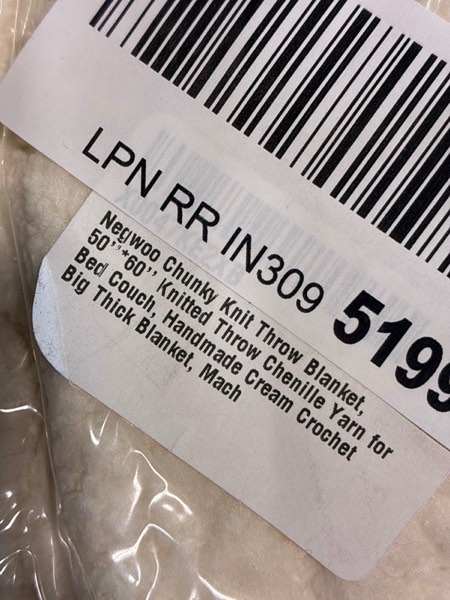 LPN RR IN309 5199
Neqwoo Chunky Knit Throw Blanket,
50''*60'' Knitted Throw Chenille Yarn for
Bed Couch, Handmade Cream Crochet
Big Thick Blanket, Mach